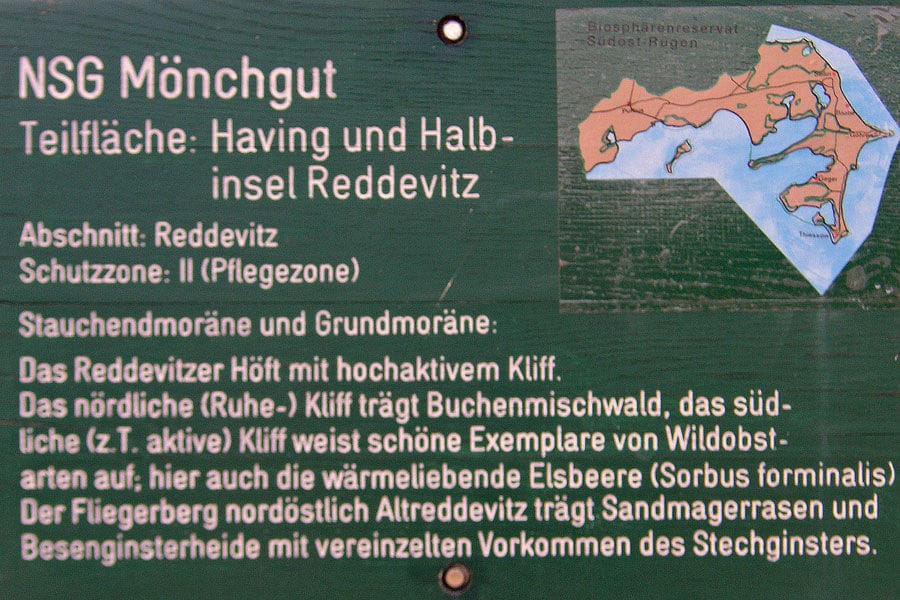 NSG Mönchgut
Teilfläche: Having und Halb-
insel Reddevitz
Abschnitt: Reddevitz
Schutzzone: II (Pflegezone)
Stauchendmoräne und Grundmoräne:
Das Reddevitzer Höft mit hochaktivem Kliff.
Das nördliche (Ruhe-) Kliff trägt Buchenmischwald, das süd-
liche (z.T. aktive) Kliff weist schöne Exemplare von Wildobst-
arten auf; hier auch die wärmeliebende Elsbeere (Sorbus forminalis)
Der Fliegerberg nordöstlich Altreddevitz trägt Sandmagerrasen und
Besenginsterheide mit vereinzelten Vorkommen des Stechginsters.
Biosphärenreservat
Südost-Rügen